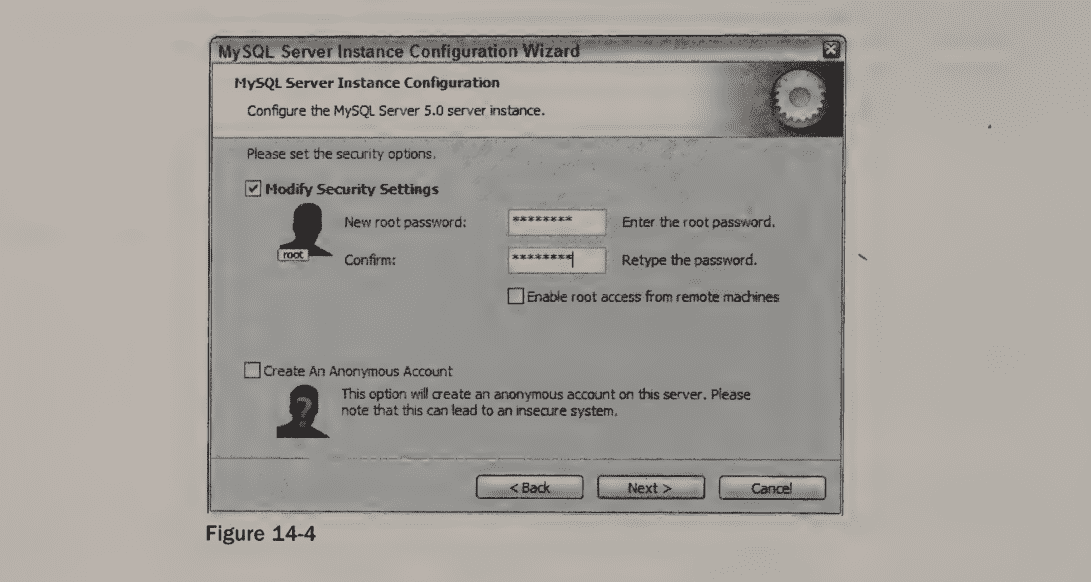 MySQL Server Instance Configuration Wizard
MySQL Server Instance Configuration
Configure the MySQL Server 5.0 server instance.
Please set the security options.
Modify Security Settings
root
New root password: ******** Enter the root password.
Confirm: ******** Retype the password.
Enable root access from remote machines
Create An Anonymous Account
?
This option will create an anonymous account on this server. Please
note that this can lead to an insecure system.
< Back Next > Cancel
Figure 14-4